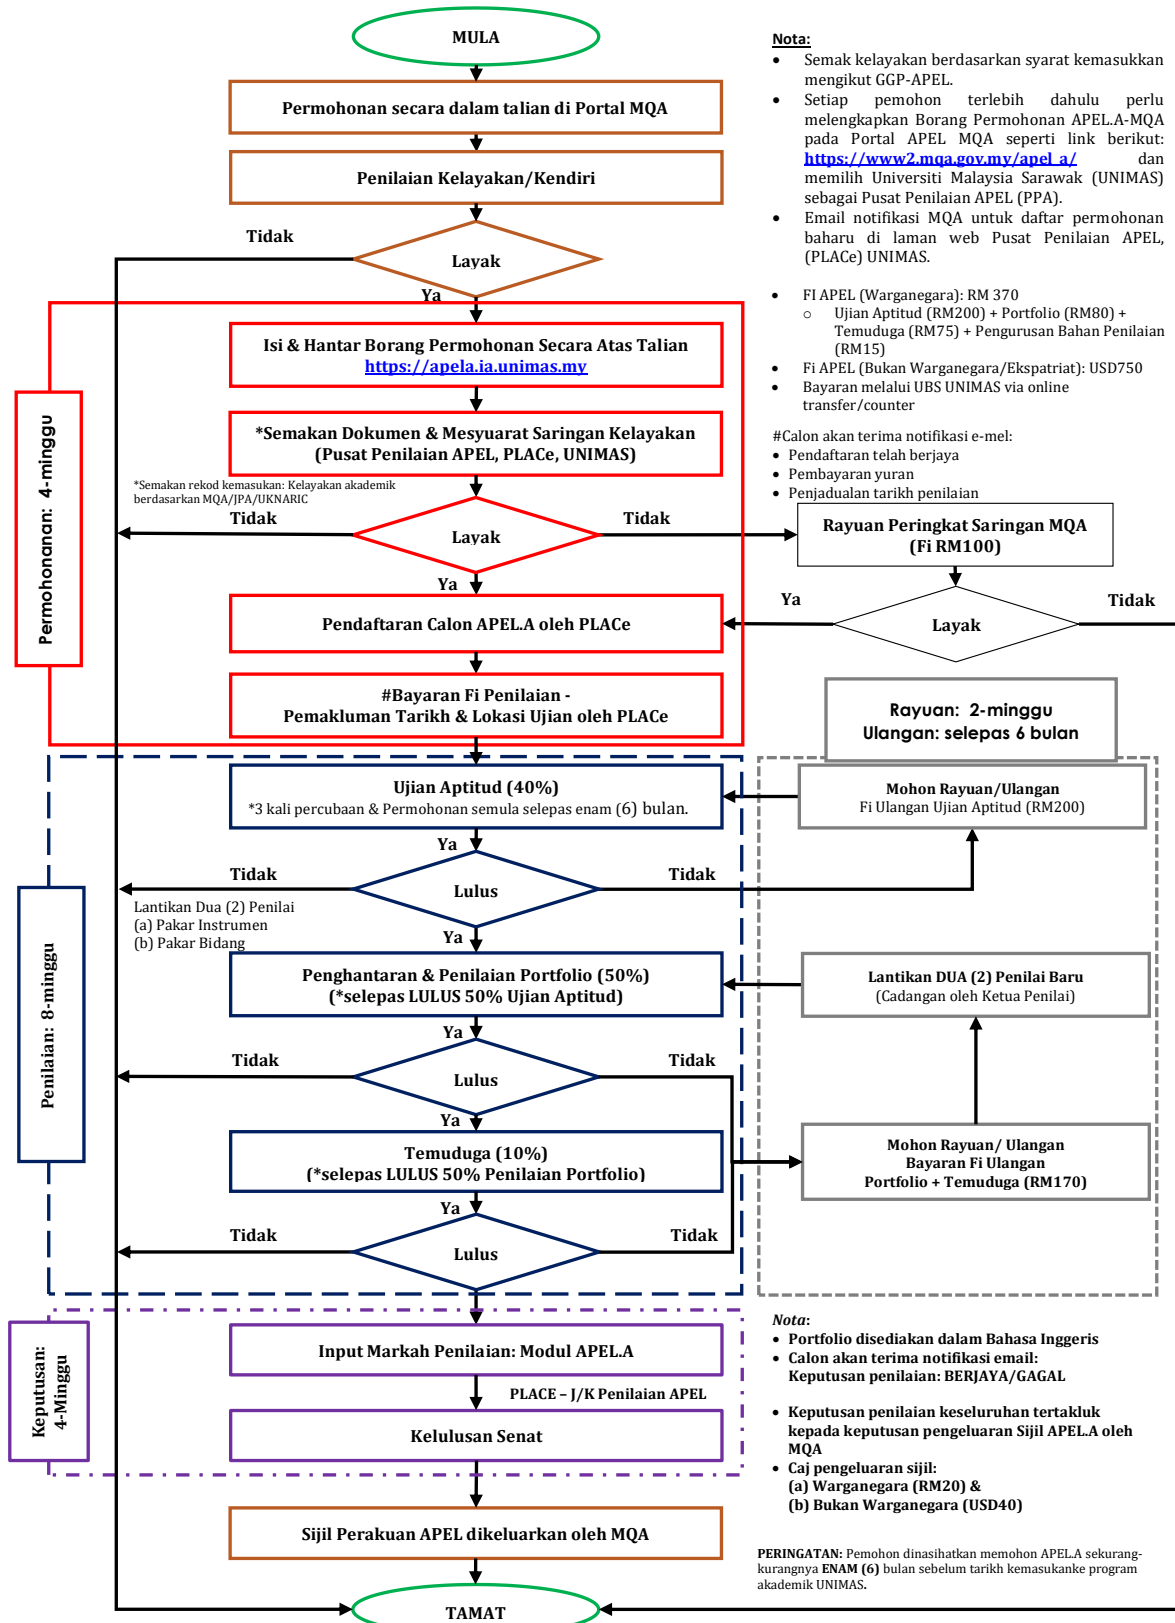 MULA
Permohonan secara dalam talian di Portal MQA
Penilaian Kelayakan/Kendiri
Tidak
Layak
Ya
Nota:
• Semak kelayakan berdasarkan syarat kemasukkan
mengikut GGP-APEL.
• Setiap pemohon terlebih dahulu perlu
melengkapkan Borang Permohonan APEL.A-MQA
pada Portal APEL MQA seperti link berikut:
https://www2.mqa.gov.my/apel_a/ dan
memilih Universiti Malaysia Sarawak (UNIMAS)
sebagai Pusat Penilaian APEL (PPA).
• Email notifikasi MQA untuk daftar permohonan
baharu di laman web Pusat Penilaian APEL,
(PLACe) UNIMAS.
• FI APEL (Warganegara): RM 370
o Ujian Aptitud (RM200) + Portfolio (RM80) +
Temuduga (RM75) + Pengurusan Bahan Penilaian
(RM15)
• Fi APEL (Bukan Warganegara/Ekspatriat): USD750
• Bayaran melalui UBS UNIMAS via online
transfer/counter
#Calon akan terima notifikasi e-mel:
• Pendaftaran telah berjaya
• Pembayaran yuran
• Penjadualan tarikh penilaian
Permohonanan: 4-minggu
Isi & Hantar Borang Permohonan Secara Atas Talian
https://apela.ia.unimas.my
*Semakan Dokumen & Mesyuarat Saringan Kelayakan
(Pusat Penilaian APEL, PLACe, UNIMAS)
*Semakan rekod kemasukan: Kelayakan akademik
berdasarkan MQA/JPA/UKNARIC
Tidak
Layak
Tidak
Ya
Rayuan Peringkat Saringan MQA
(Fi RM100)
Ya
Layak
Tidak
Pendaftaran Calon APEL.A oleh PLACe
#Bayaran Fi Penilaian -
Pemakluman Tarikh & Lokasi Ujian oleh PLACe
Rayuan: 2-minggu
Ulangan: selepas 6 bulan
Penilaian: 8-minggu
Ujian Aptitud (40%)
*3 kali percubaan & Permohonan semula selepas enam (6) bulan.
Mohon Rayuan/Ulangan
Fi Ulangan Ujian Aptitud (RM200)
Ya
Tidak
Lulus
Tidak
Lantikan Dua (2) Penilai
(a) Pakar Instrumen
(b) Pakar Bidang
Ya
Penghantaran & Penilaian Portfolio (50%)
(*selepas LULUS 50% Ujian Aptitud)
Lantikan DUA (2) Penilai Baru
(Cadangan oleh Ketua Penilai)
Ya
Tidak
Lulus
Tidak
Ya
Temuduga (10%)
(*selepas LULUS 50% Penilaian Portfolio)
Mohon Rayuan/ Ulangan
Bayaran Fi Ulangan
Portfolio + Temuduga (RM170)
Ya
Tidak
Lulus
Tidak
Keputusan:
4-Minggu
Input Markah Penilaian: Modul APEL.A
PLACE – J/K Penilaian APEL
Kelulusan Senat
Nota:
• Portfolio disediakan dalam Bahasa Inggeris
• Calon akan terima notifikasi email:
Keputusan penilaian: BERJAYA/GAGAL
• Keputusan penilaian keseluruhan tertakluk
kepada keputusan pengeluaran Sijil APEL.A oleh
MQA
• Caj pengeluaran sijil:
(a) Warganegara (RM20) &
(b) Bukan Warganegara (USD40)
Sijil Perakuan APEL dikeluarkan oleh MQA
PERINGATAN: Pemohon dinasihatkan memohon APEL.A sekurang-
kurangnya ENAM (6) bulan sebelum tarikh kemasukanke program
akademik UNIMAS.
TAMAT